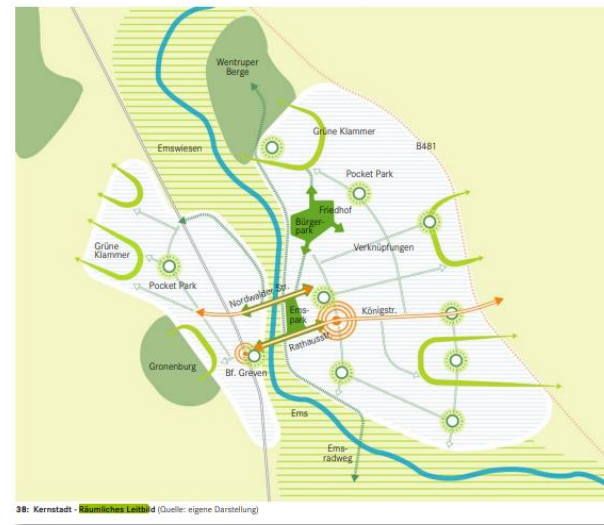 Wentruper
Berge
Grüne Klammer
B481
Emswiesen
Pocket Park
Friedhof
Bürger-
park
Verknüpfungen
Grüne
Klammer
Pocket Park
Nordwalder Str.
Ems-
park
Königstr.
Rathausstr.
Gronenburg
Bf. Greven
Ems
Ems-
radweg
38: Kernstadt - Räumliches Leitbild (Quelle: eigene Darstellung)